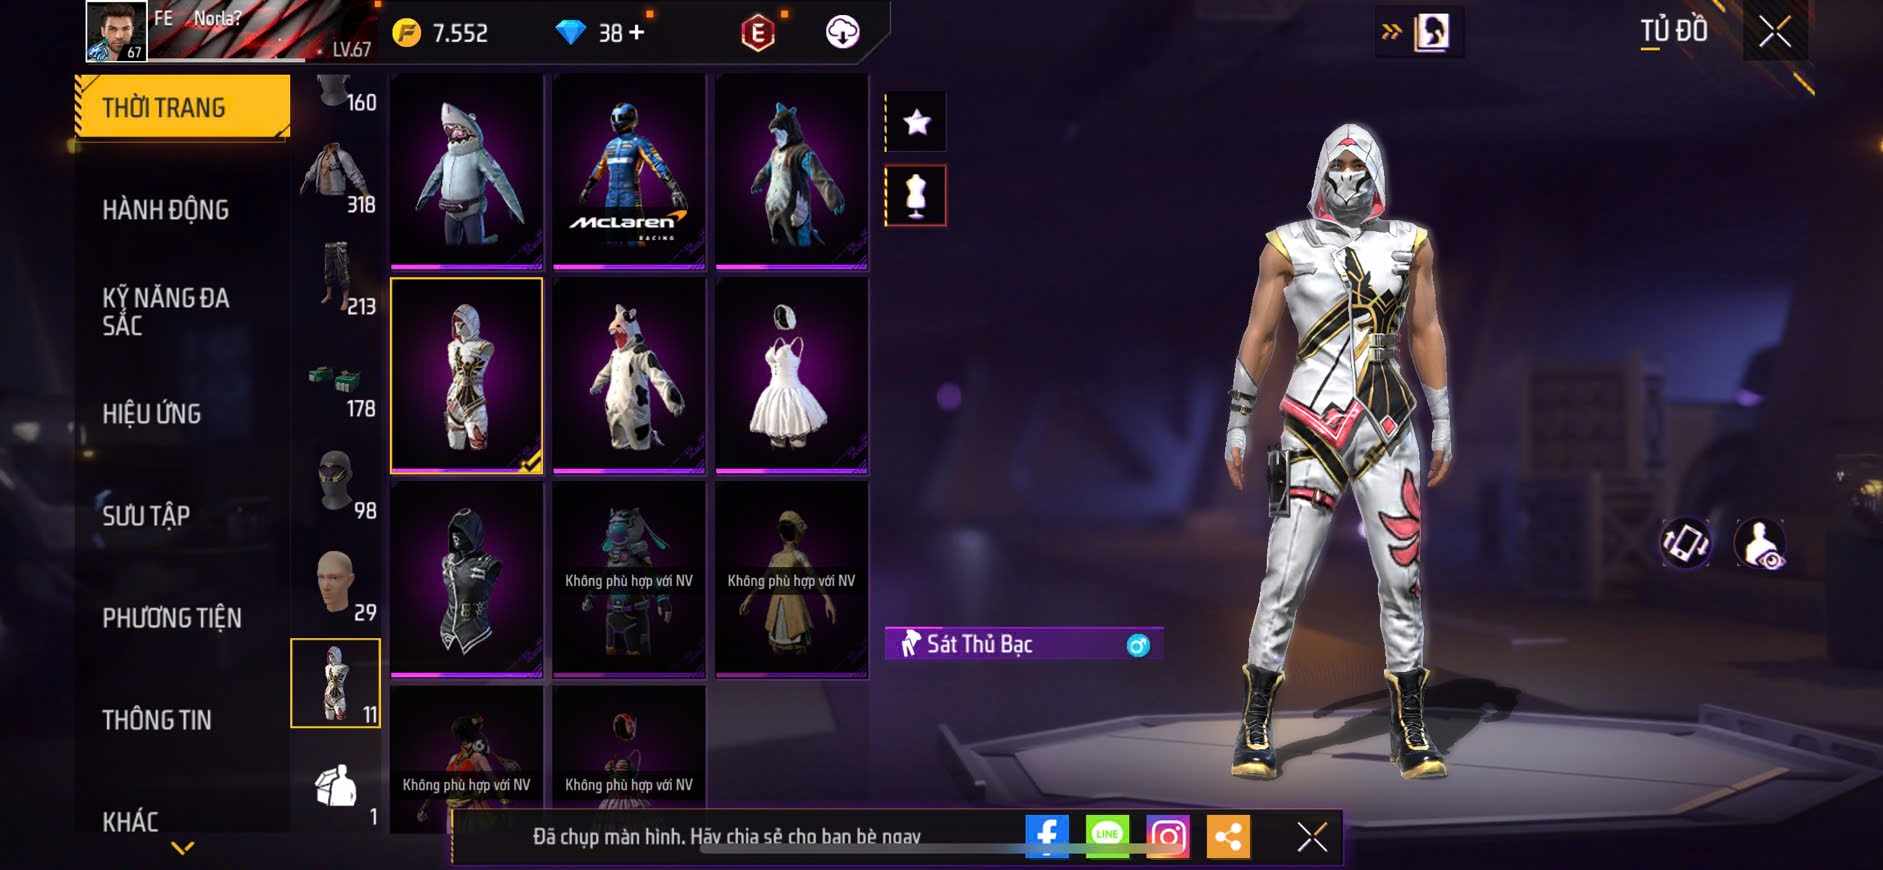 FE Norla?
67
LV.67
7.552
38+
E
TỦ ĐỒ
THỜI TRANG
HÀNH ĐỘNG
KỸ NĂNG ĐA
SẮC
HIỆU ỨNG
SƯU TẬP
PHƯƠNG TIỆN
THÔNG TIN
KHÁC
160
318
213
178
98
29
11
1
McLaren
RACING
Không phù hợp với NV
Không phù hợp với NV
Không phù hợp với NV
Không phù hợp với NV
Sát Thủ Bạc
Đã chụp màn hình. Hãy chia sẻ cho bạn bè ngay
LINE